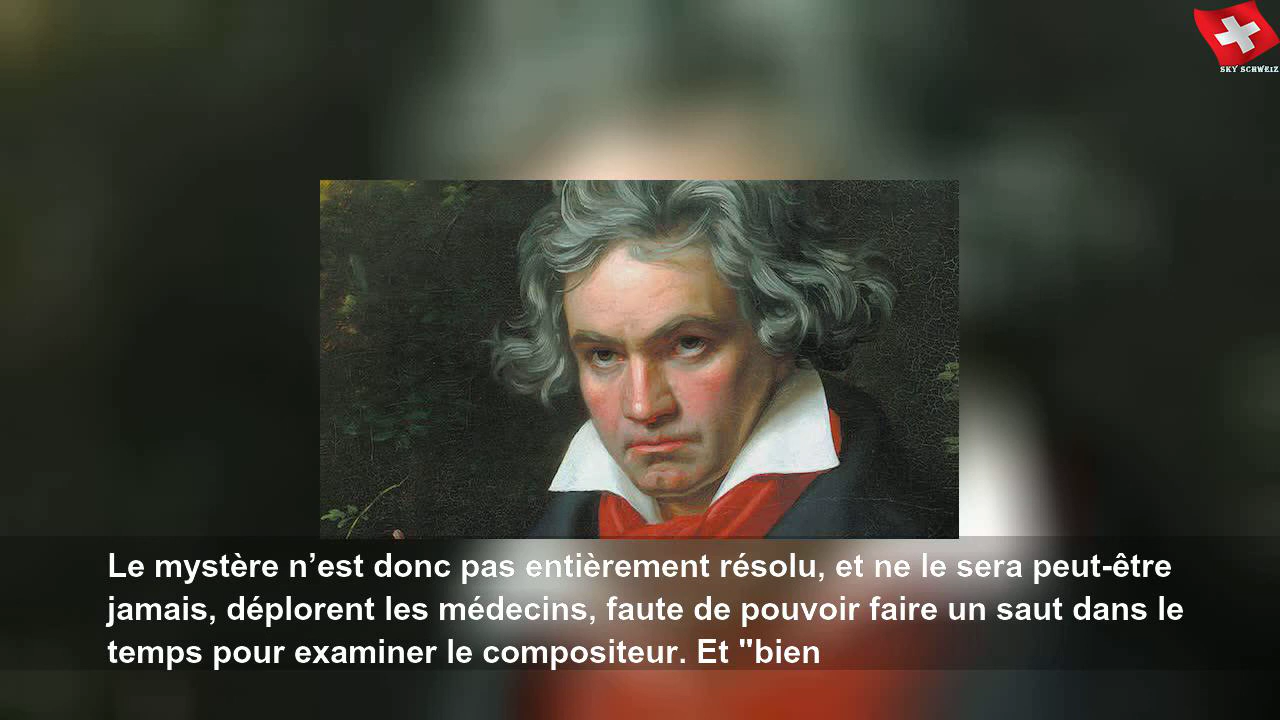 SKY SCHWEIZ
Le mystère n’est donc pas entièrement résolu, et ne le sera peut-être
jamais, déplorent les médecins, faute de pouvoir faire un saut dans le
temps pour examiner le compositeur. Et "bien